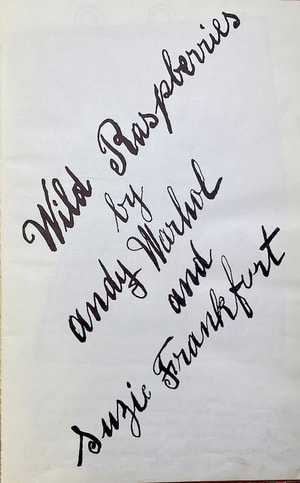 Wild Raspberries
by
andy Warhol
and
Suzie Frankfurt